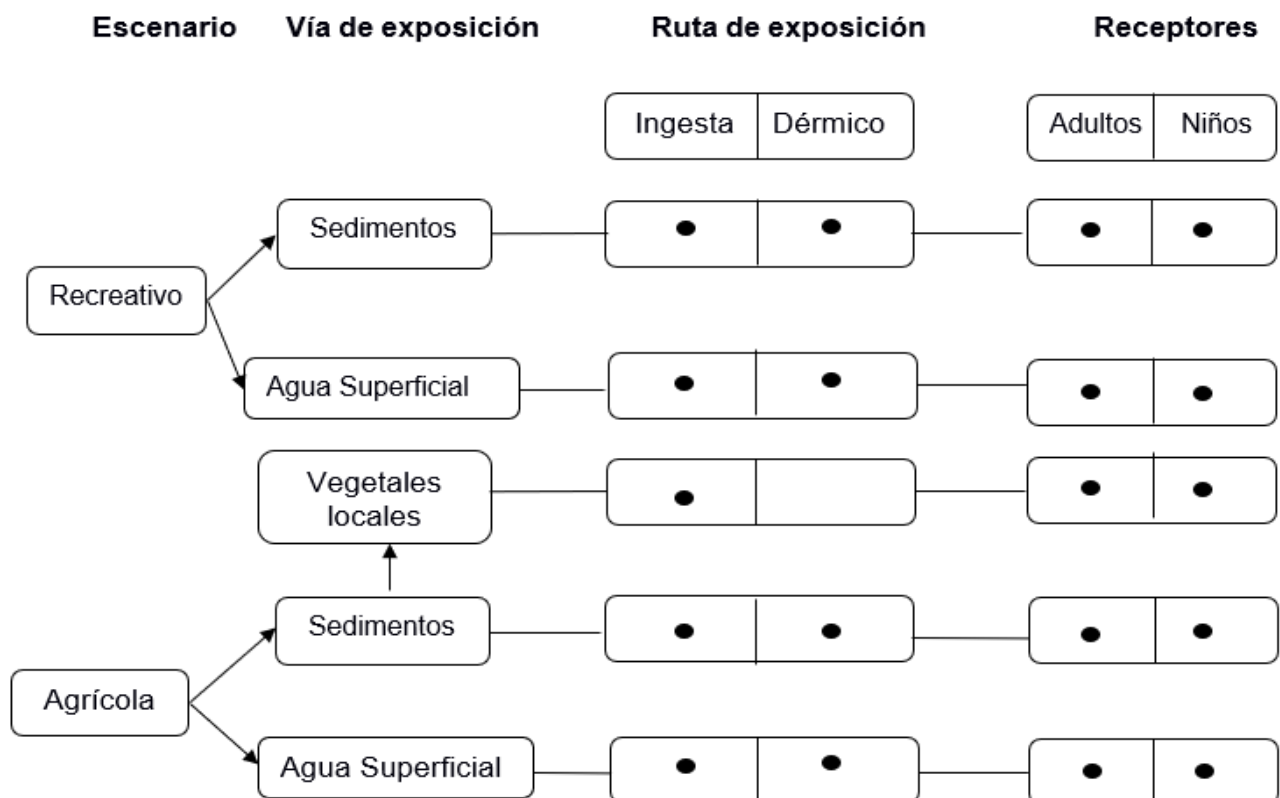 Escenario Vía de exposición Ruta de exposición Receptores
Ingesta Dérmico Adultos Niños
Sedimentos
Recreativo
Agua Superficial
Vegetales
locales
Sedimentos
Agrícola
Agua Superficial